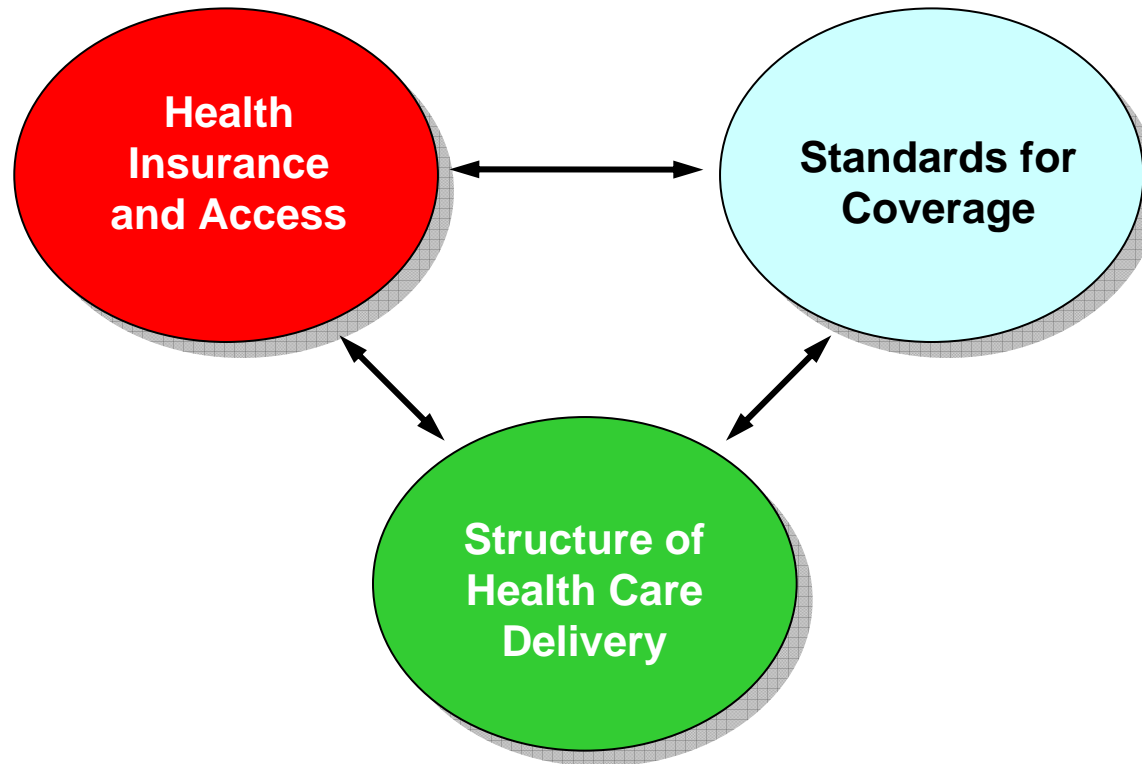 Health
Insurance
and Access
Standards for
Coverage
Structure of
Health Care
Delivery